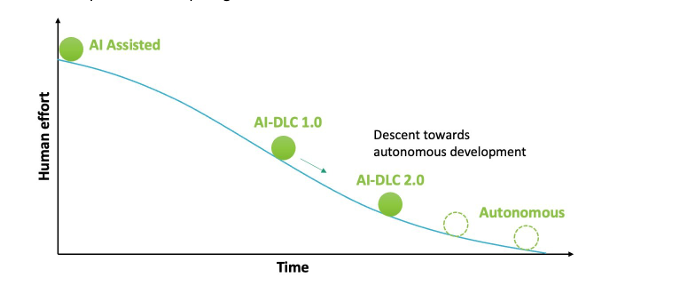 AI Assisted
Human effort
AI-DLC 1.0
Descent towards
autonomous development
AI-DLC 2.0
Autonomous
Time